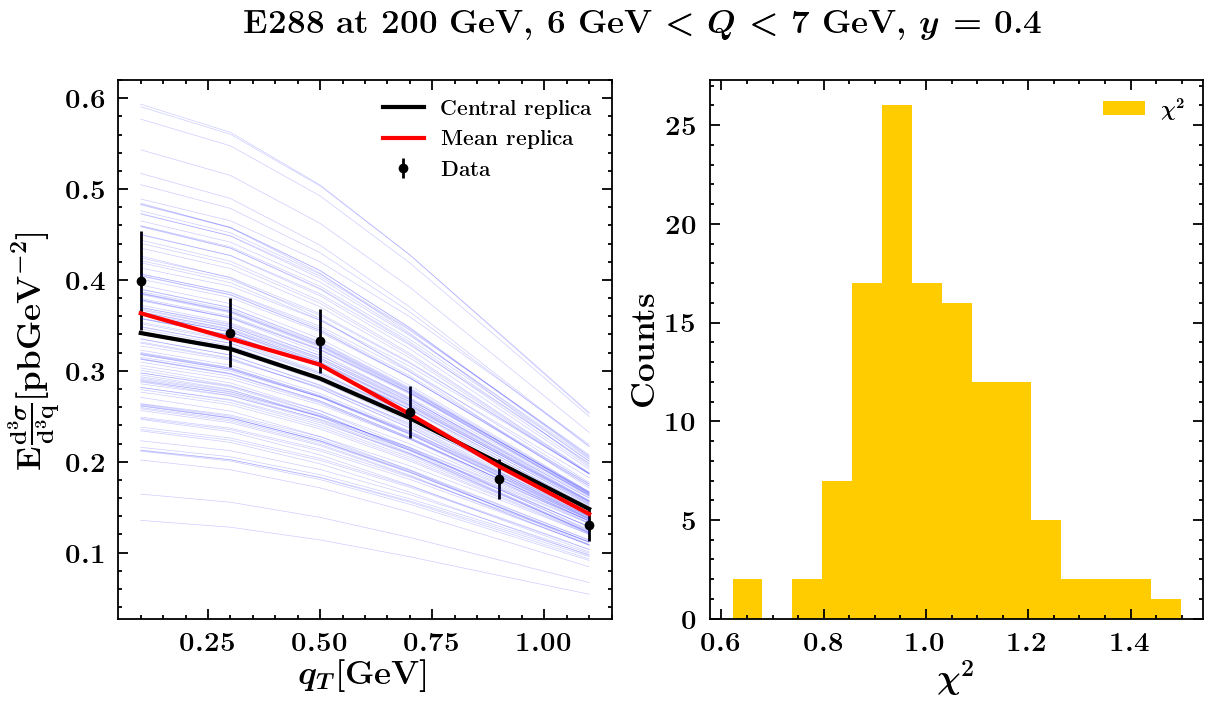 E288 at 200 GeV, 6 GeV < Q < 7 GeV, y = 0.4
Central replica
Mean replica
Data
0.6
0.5
0.4
0.3
0.2
0.1
E d³σ/d³q [pbGeV⁻²]
0.25 0.50 0.75 1.00
q_T[GeV]
χ²
25
20
15
10
5
0
Counts
0.6 0.8 1.0 1.2 1.4
χ²